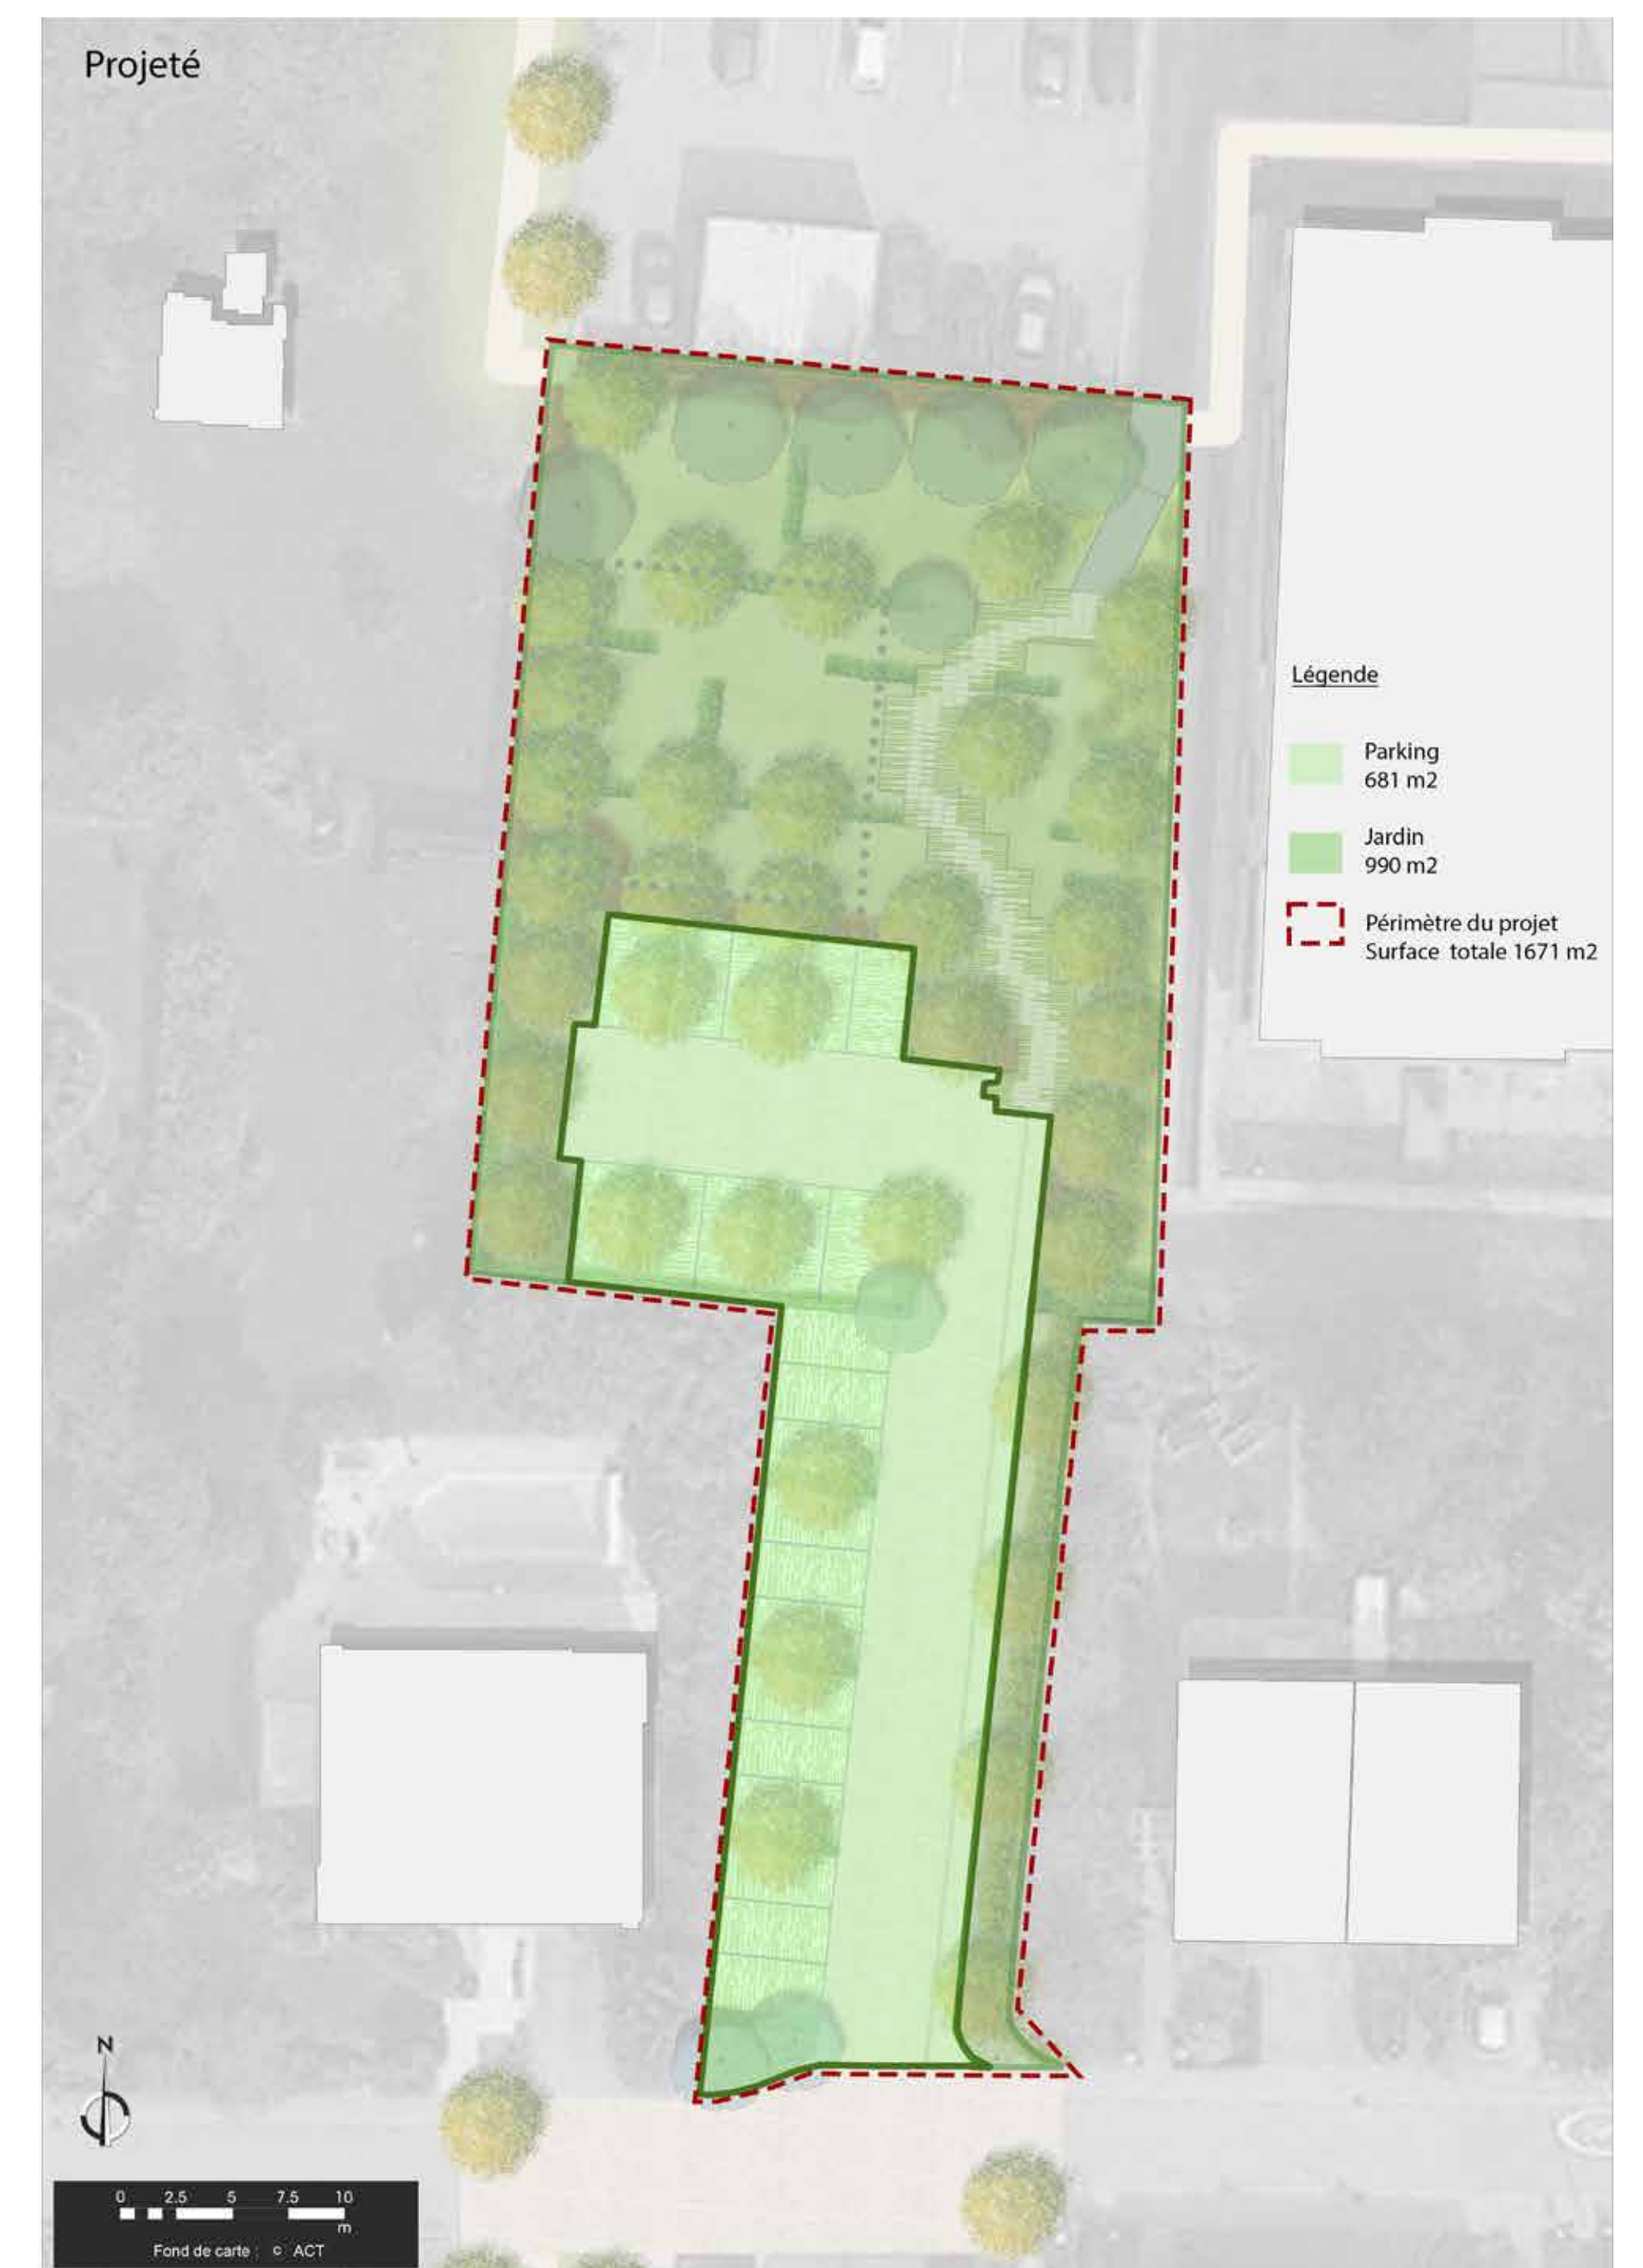 Projeté
Légende
Parking
681 m2
Jardin
990 m2
Périmètre du projet
Surface totale 1671 m2
N
0 2.5 5 7.5 10
m
Fond de carte : © ACT